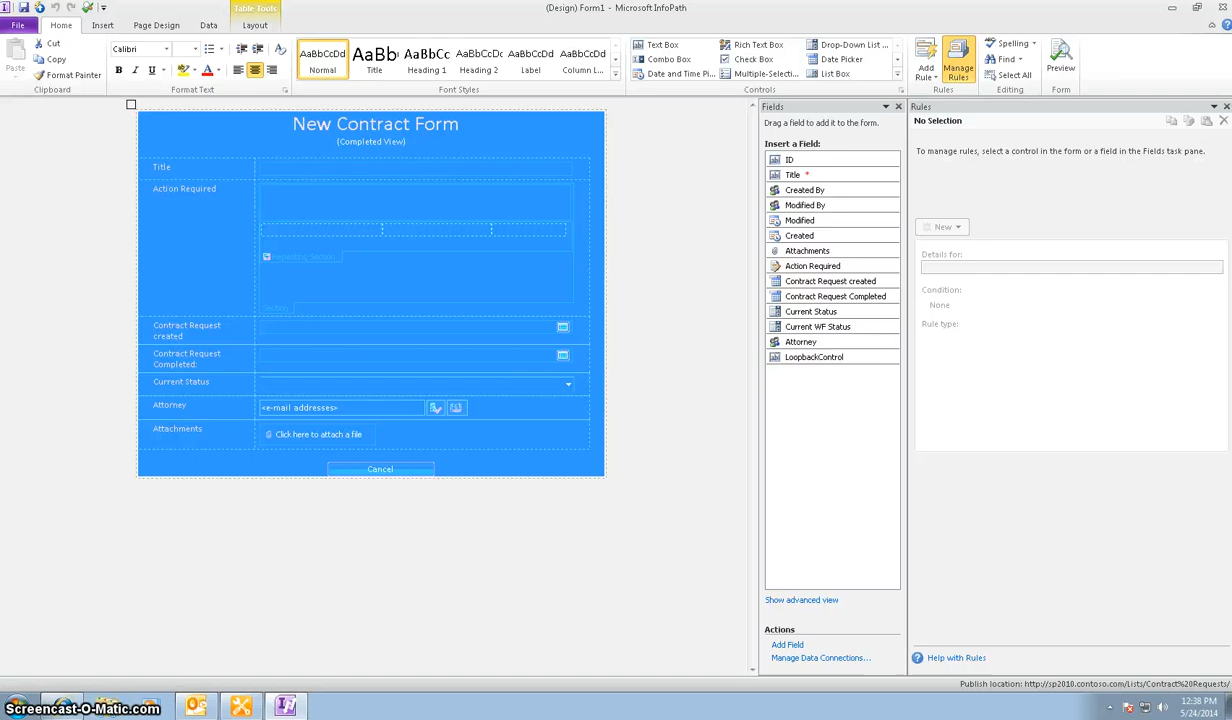 Table Tools
(Design) Form1 - Microsoft InfoPath
File
Home
Insert
Page Design
Data
Layout
Cut
Copy
Format Painter
Paste
Clipboard
Calibri
B I U
Format Text
AaBbCcDd
Normal
AaBb
Title
AaBbCc
Heading 1
AaBbCcDd
Heading 2
AaBbCcDd
Label
AaBbCcDd
Column L...
Font Styles
Text Box
Combo Box
Date and Time Pi...
Rich Text Box
Check Box
Multiple-Selecti...
Drop-Down List ...
Date Picker
List Box
Controls
Add Rule
Manage Rules
Rules
Spelling
Find
Select All
Editing
Preview
Form
New Contract Form
(Completed View)
Title
Action Required
Repeating Section
Section
Contract Request
created
Contract Request
Completed:
Current Status
Attorney
<e-mail addresses>
Attachments
Click here to attach a file
Cancel
Fields
Drag a field to add it to the form.
Insert a Field:
ID
Title *
Created By
Modified By
Modified
Created
Attachments
Action Required
Contract Request created
Contract Request Completed
Current Status
Current WF Status
Attorney
LoopbackControl
Show advanced view
Actions
Add Field
Manage Data Connections...
Rules
No Selection
To manage rules, select a control in the form or a field in the Fields task pane.
New
Details for:
Condition:
None
Rule type:
Help with Rules
Publish location: http://sp2010.contoso.com/Lists/Contract%20Requests/
Screencast-O-Matic.com
12:38 PM
5/24/2014